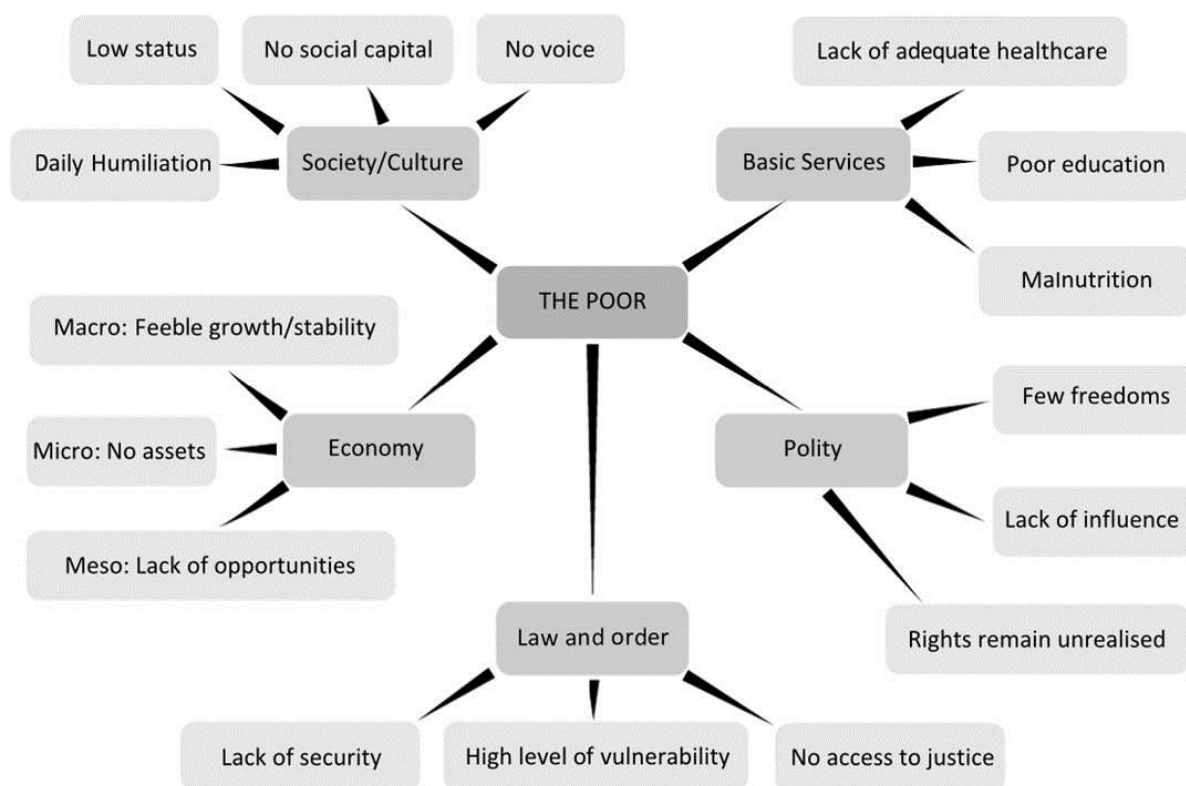 Low status
No social capital
No voice
Lack of adequate healthcare
Daily Humiliation
Society/Culture
Basic Services
Poor education
Malnutrition
THE POOR
Macro: Feeble growth/stability
Few freedoms
Micro: No assets
Economy
Polity
Lack of influence
Meso: Lack of opportunities
Law and order
Rights remain unrealised
Lack of security
High level of vulnerability
No access to justice